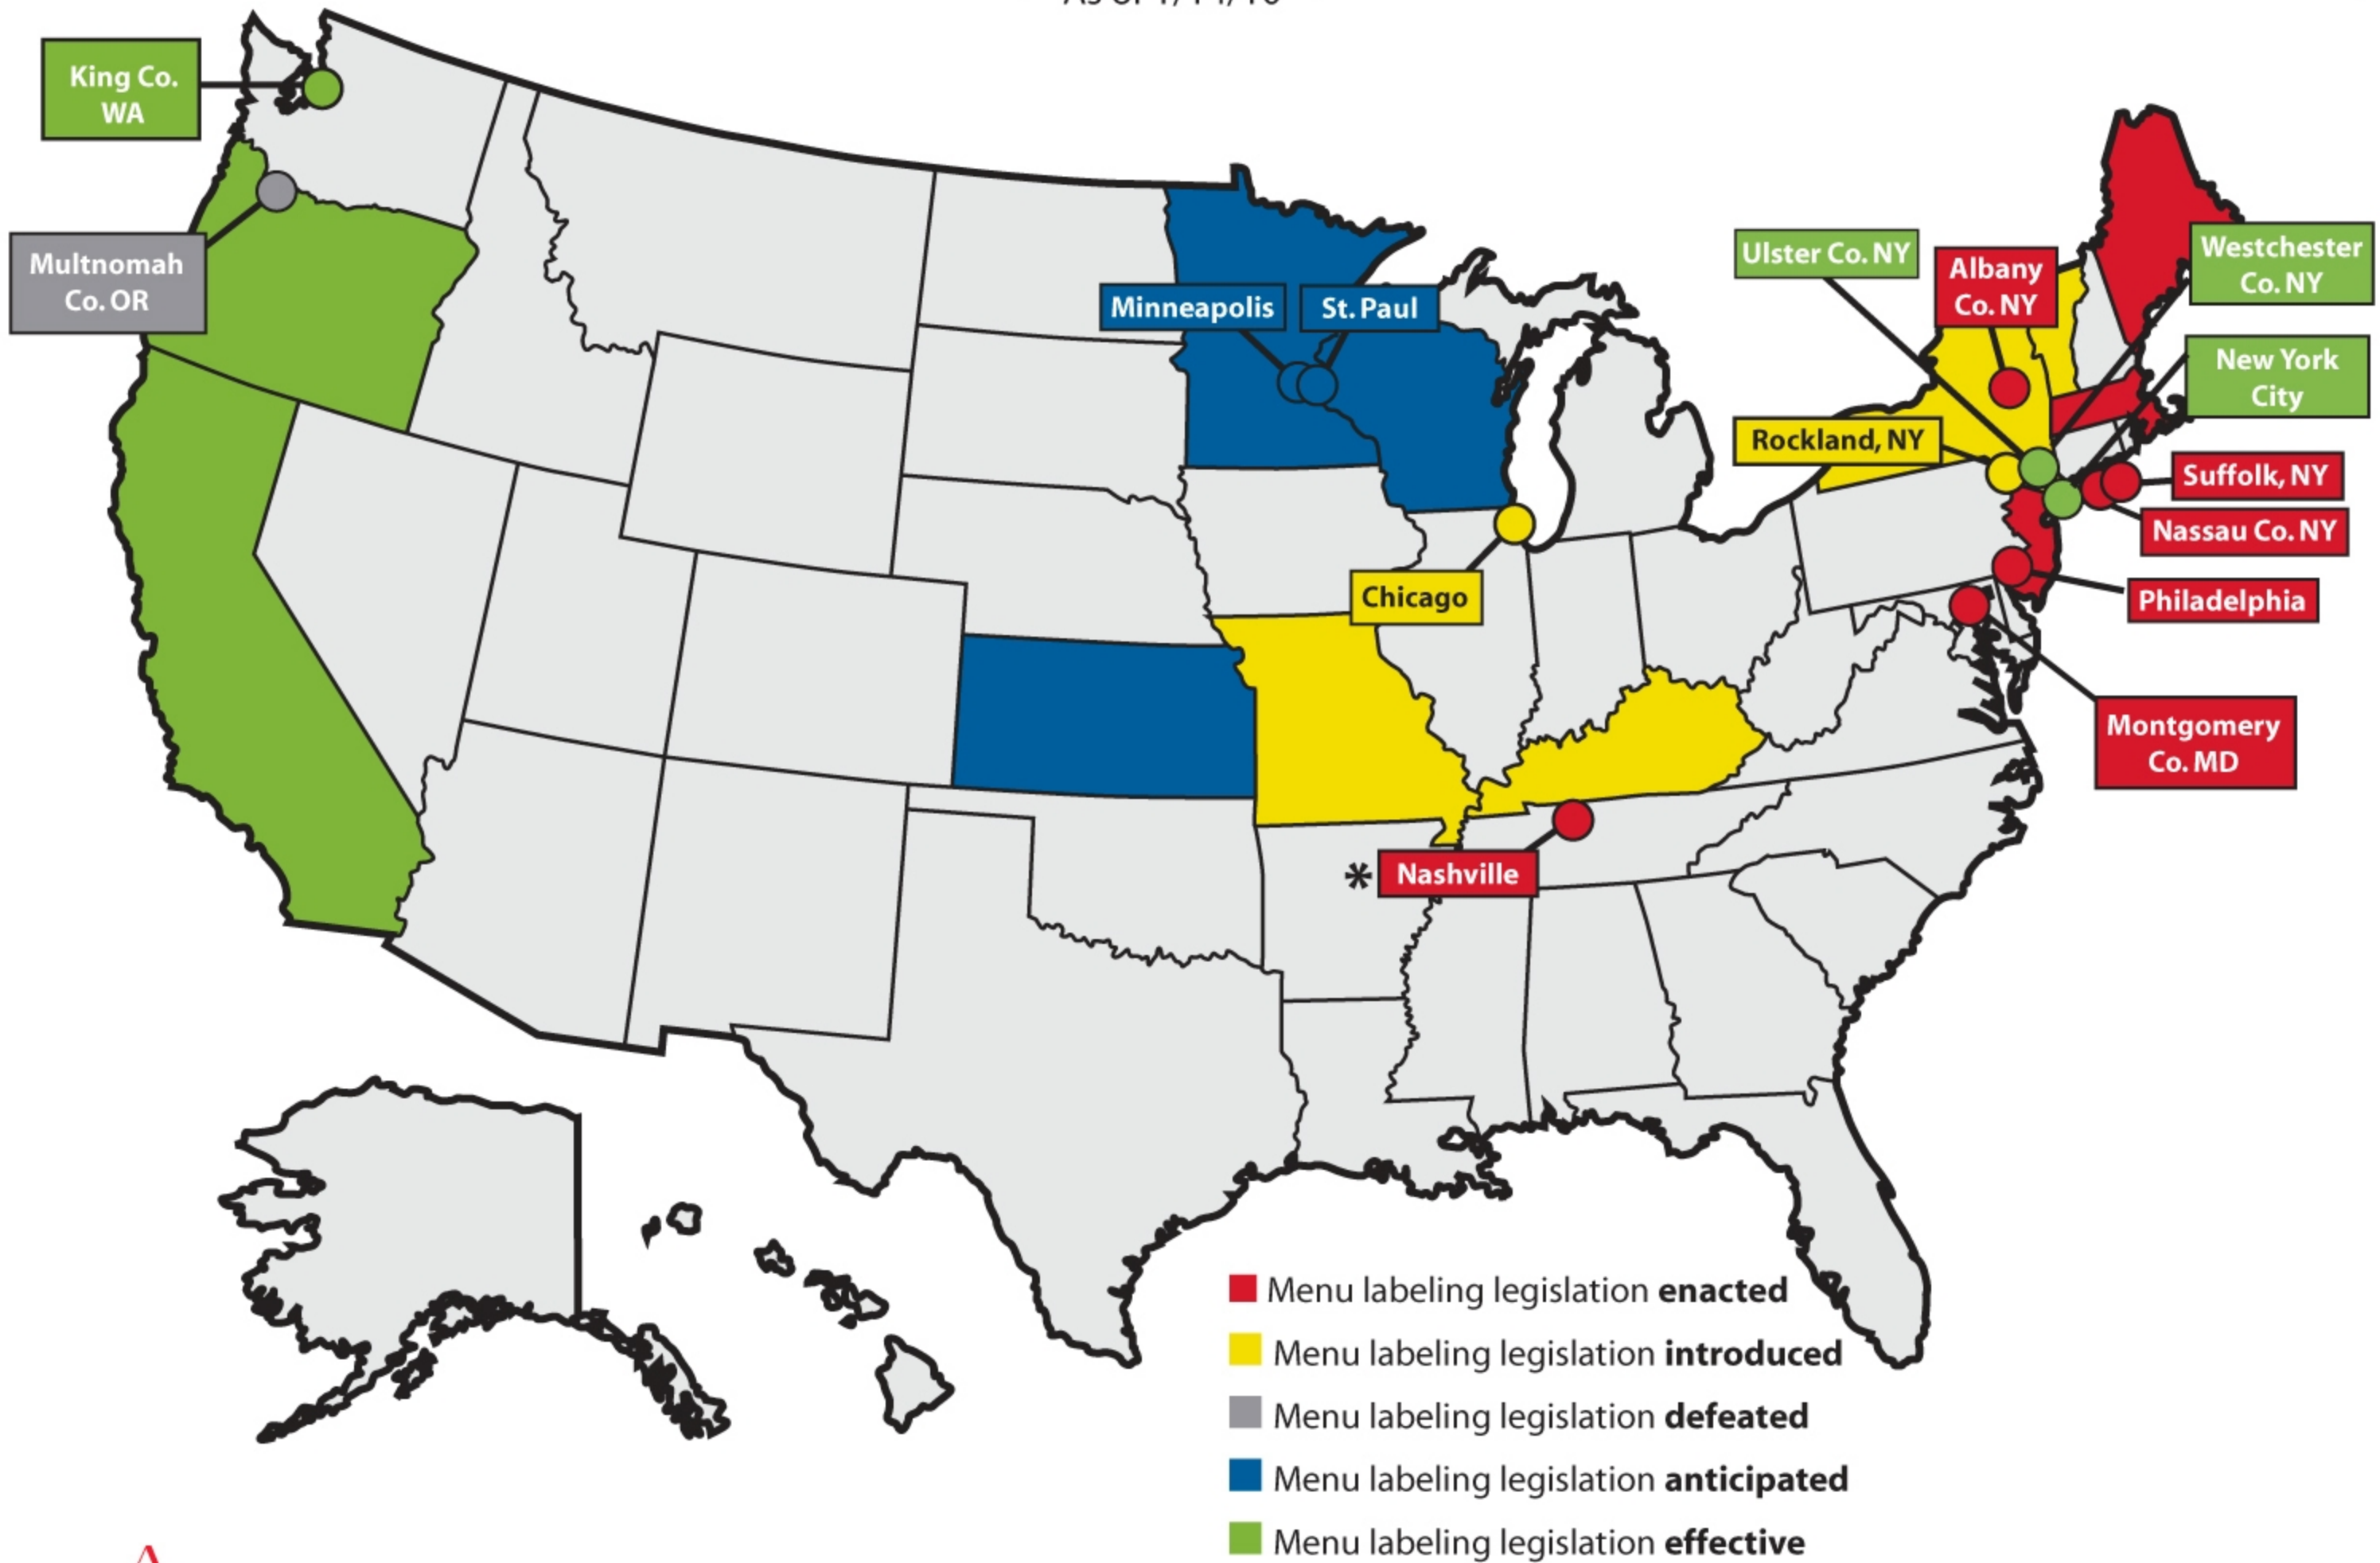 King Co.
WA
Multnomah
Co. OR
Minneapolis
St. Paul
Ulster Co. NY
Albany
Co. NY
Westchester
Co. NY
New York
City
Rockland, NY
Suffolk, NY
Nassau Co. NY
Chicago
Philadelphia
Montgomery
Co. MD
* Nashville
Menu labeling legislation enacted
Menu labeling legislation introduced
Menu labeling legislation defeated
Menu labeling legislation anticipated
Menu labeling legislation effective